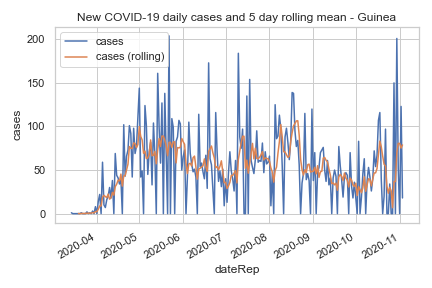 New COVID-19 daily cases and 5 day rolling mean - Guinea
cases
cases (rolling)
200
150
100
50
0
cases
2020-04
2020-05
2020-06
2020-07
2020-08
2020-09
2020-10
2020-11
dateRep